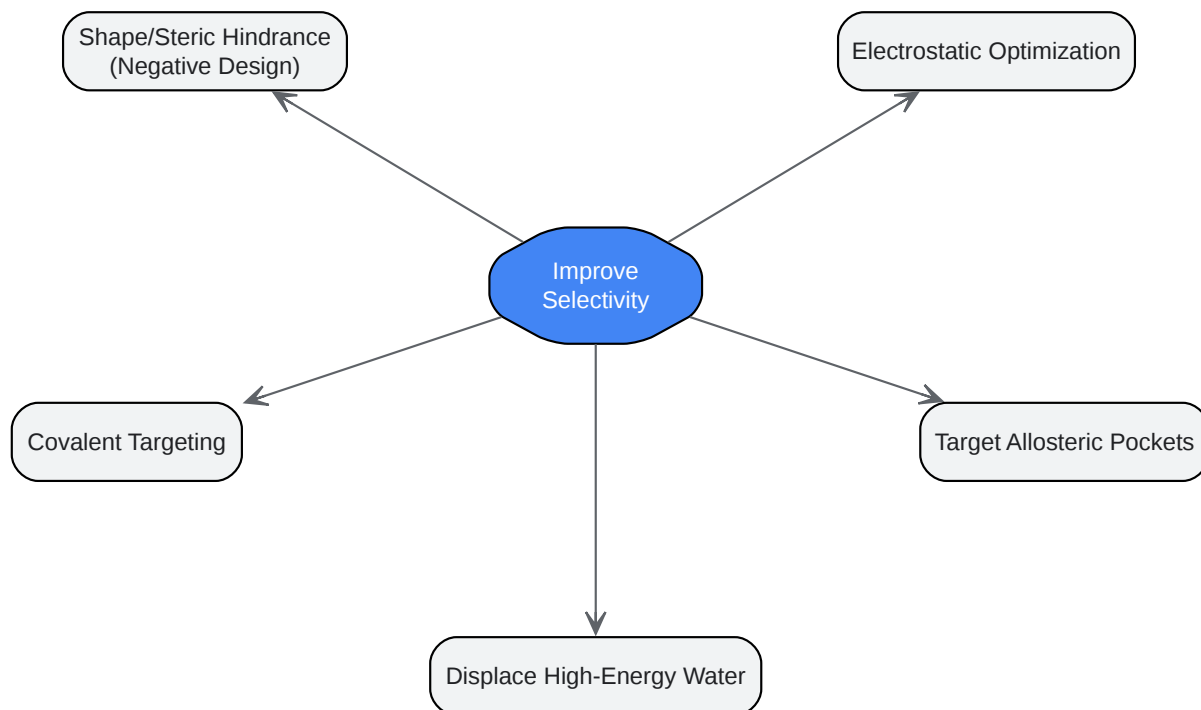 Shape/Steric Hindrance
(Negative Design)
Electrostatic Optimization
Improve
Selectivity
Covalent Targeting
Target Allosteric Pockets
Displace High-Energy Water